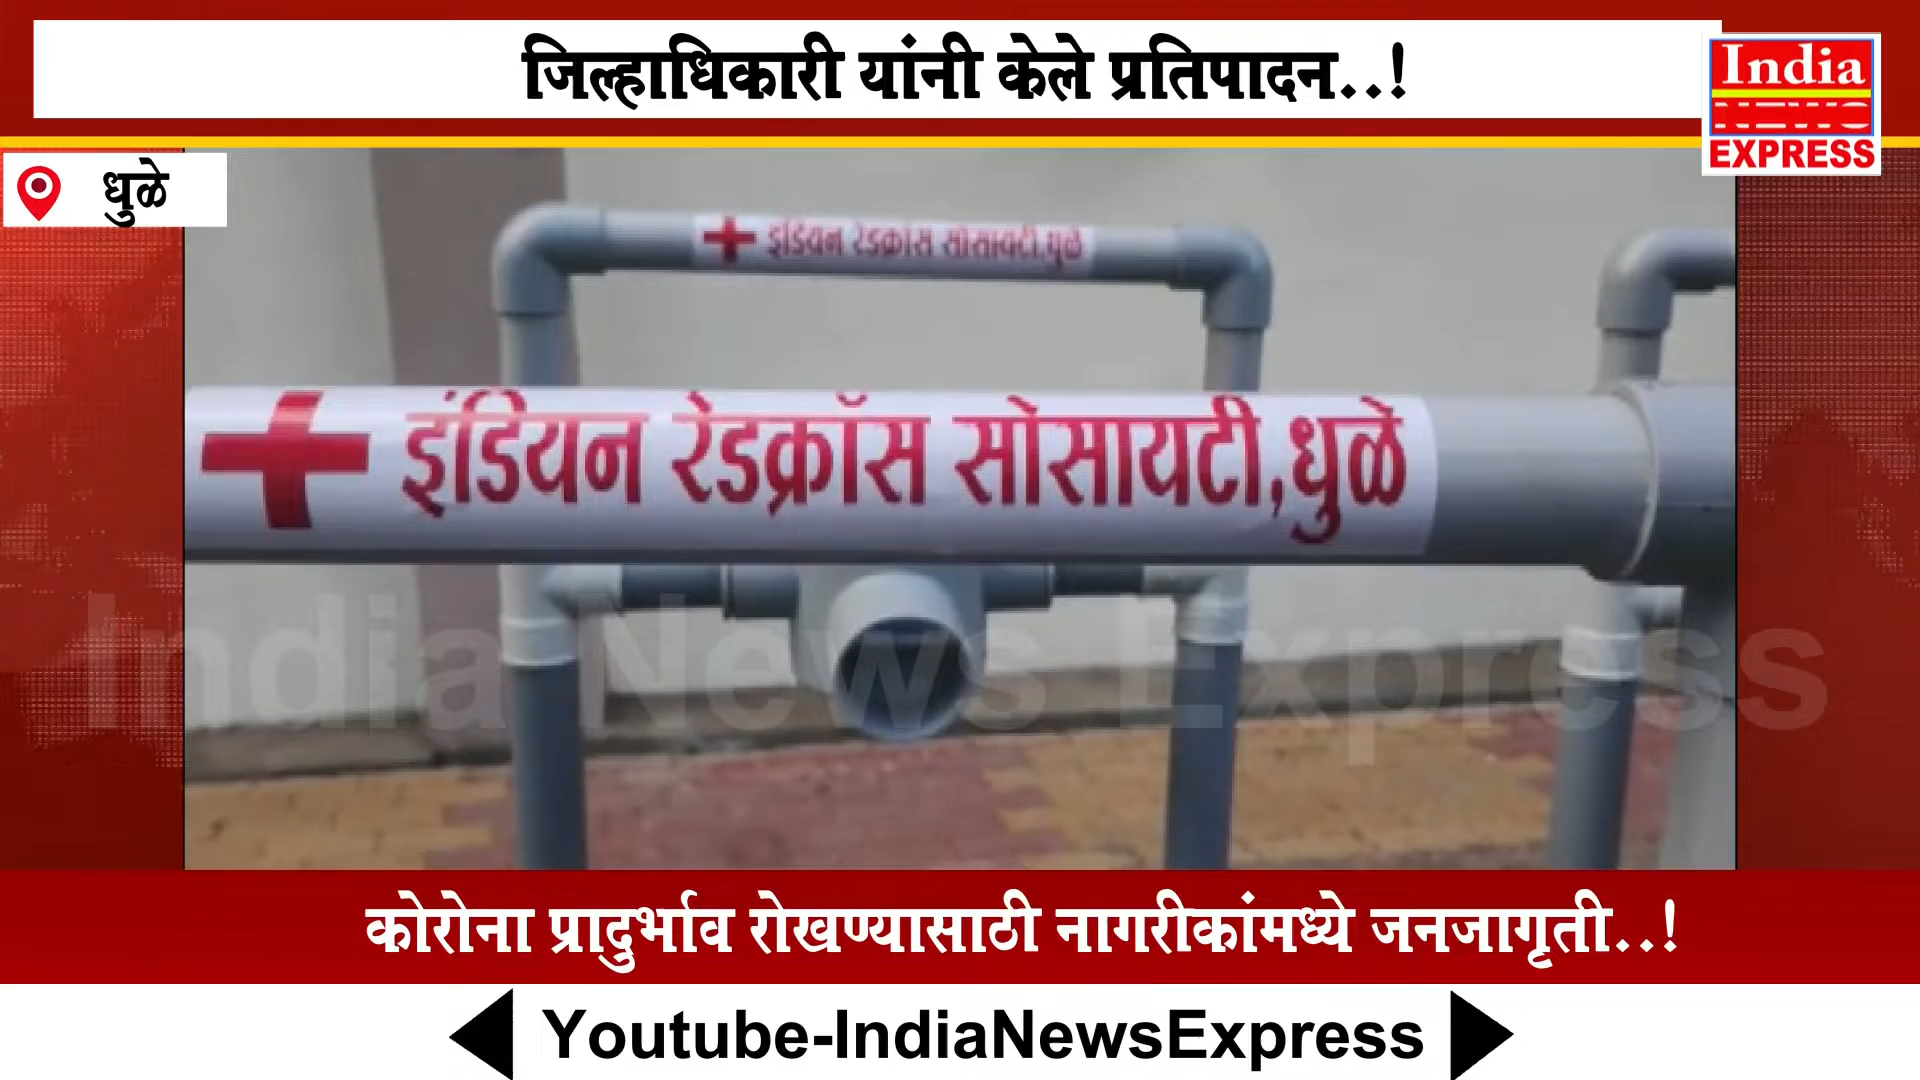 जिल्हाधिकारी यांनी केले प्रतिपादन..!
India
NEWS
EXPRESS
धुळे
इंडियन रेडक्रॉस सोसायटी,धुळे
इंडियन रेडक्रॉस सोसायटी,धुळे
India News Express
कोरोना प्रादुर्भाव रोखण्यासाठी नागरीकांमध्ये जनजागृती..!
Youtube-IndiaNewsExpress